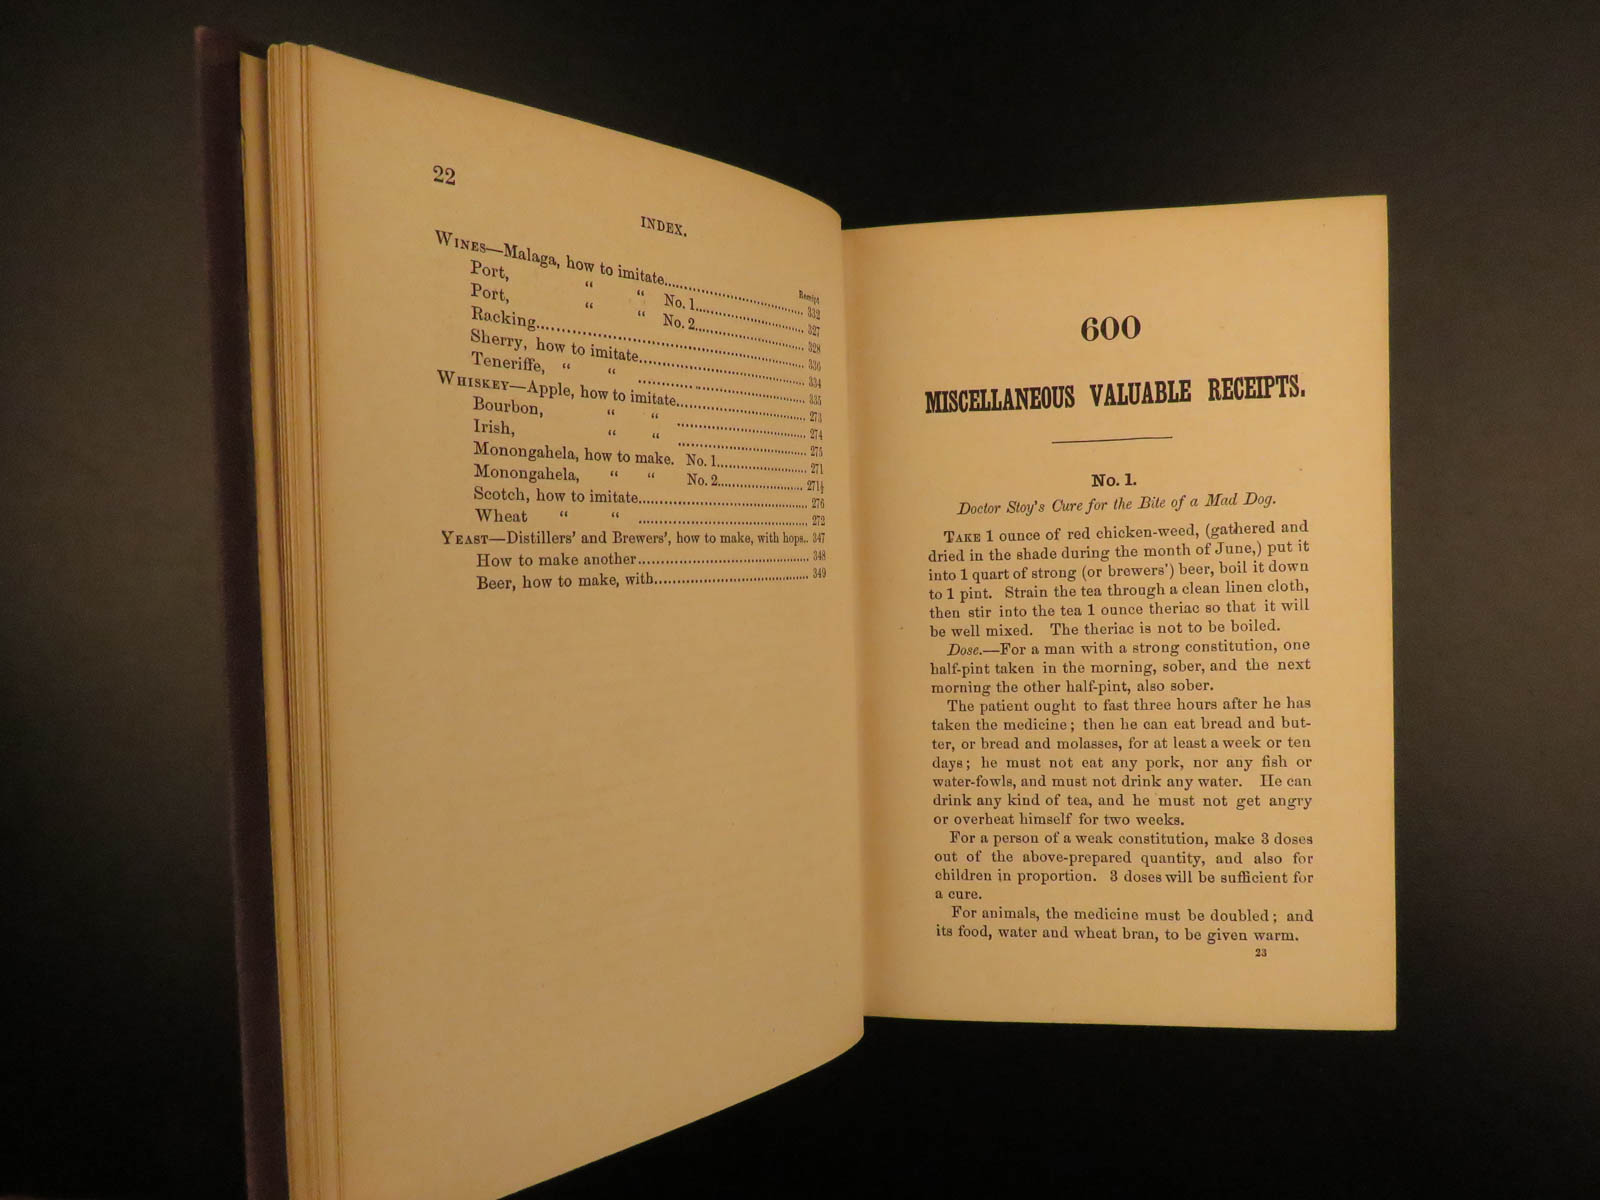 22
INDEX.
Receipt
WINES—Malaga, how to imitate.......... 332
Port, “ “ No. 1.......... 327
Port, “ “ No. 2.......... 328
Racking.......... 330
Sherry, how to imitate.......... 334
Teneriffe, “ “ .......... 335
WHISKEY—Apple, how to imitate.......... 273
Bourbon, “ “ .......... 274
Irish, “ “ .......... 275
Monongahela, how to make. No. 1.......... 271
Monongahela, “ “ No. 2.......... 271½
Scotch, how to imitate.......... 276
Wheat “ “ .......... 272
YEAST—Distillers’ and Brewers’, how to make, with hops.. 347
How to make another.......... 348
Beer, how to make, with.......... 349
600
MISCELLANEOUS VALUABLE RECEIPTS.
No. 1.
Doctor Stoy's Cure for the Bite of a Mad Dog.
TAKE 1 ounce of red chicken-weed, (gathered and
dried in the shade during the month of June,) put it
into 1 quart of strong (or brewers’) beer, boil it down
to 1 pint. Strain the tea through a clean linen cloth,
then stir into the tea 1 ounce theriac so that it will
be well mixed. The theriac is not to be boiled.
Dose.—For a man with a strong constitution, one
half-pint taken in the morning, sober, and the next
morning the other half-pint, also sober.
The patient ought to fast three hours after he has
taken the medicine; then he can eat bread and but-
ter, or bread and molasses, for at least a week or ten
days; he must not eat any pork, nor any fish or
water-fowls, and must not drink any water. He can
drink any kind of tea, and he must not get angry
or overheat himself for two weeks.
For a person of a weak constitution, make 3 doses
out of the above-prepared quantity, and also for
children in proportion. 3 doses will be sufficient for
a cure.
For animals, the medicine must be doubled; and
its food, water and wheat bran, to be given warm.
23